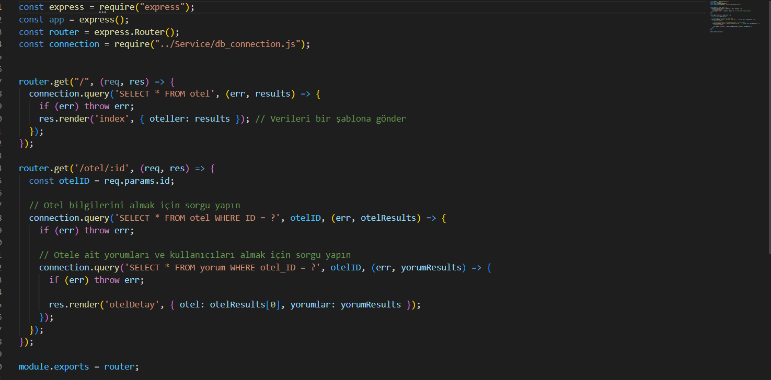 const express = require("express");
const app = express();
const router = express.Router();
const connection = require("../Service/db_connection.js");
router.get("/", (req, res) => {
connection.query('SELECT * FROM otel', (err, results) => {
if (err) throw err;
res.render('index', { oteller: results }); // Verileri bir şablona gönder
});
});
router.get('/otel/:id', (req, res) => {
const otelID = req.params.id;
// Otel bilgilerini almak için sorgu yapın
connection.query('SELECT * FROM otel WHERE ID = ?', otelID, (err, otelResults) => {
if (err) throw err;
// Otele ait yorumları ve kullanıcıları almak için sorgu yapın
connection.query('SELECT * FROM yorum WHERE otel_ID = ?', otelID, (err, yorumResults) => {
if (err) throw err;
res.render('otelDetay', { otel: otelResults[0], yorumlar: yorumResults });
});
});
});
module.exports = router;